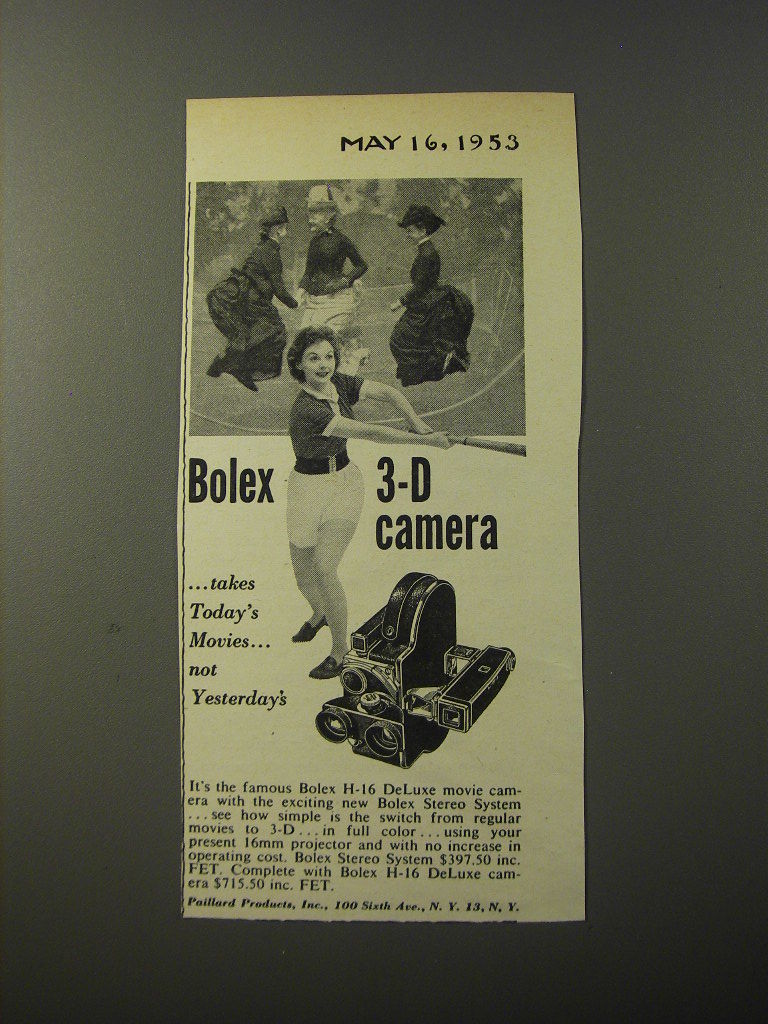 MAY 16, 1953
Bolex 3-D
camera
...takes
Today's
Movies...
not
Yesterday's
It's the famous Bolex H-16 DeLuxe movie cam-
era with the exciting new Bolex Stereo System
...see how simple is the switch from regular
movies to 3-D...in full color...using your
present 16mm projector and with no increase in
operating cost. Bolex Stereo System $397.50 inc.
FET. Complete with Bolex H-16 DeLuxe cam-
era $715.50 inc. FET.
Paillard Products, Inc., 100 Sixth Ave., N. Y. 13, N. Y.